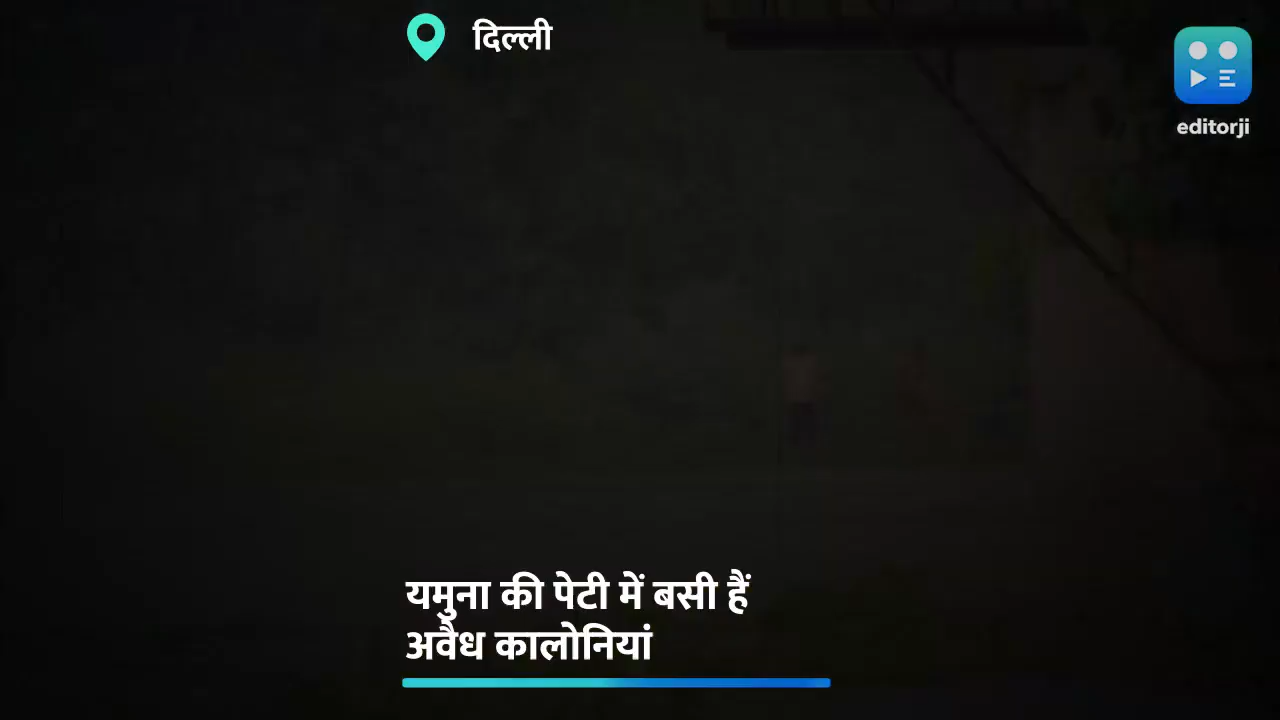 दिल्ली
editorji
यमुना की पेटी में बसी हैं
अवैध कालोनियां